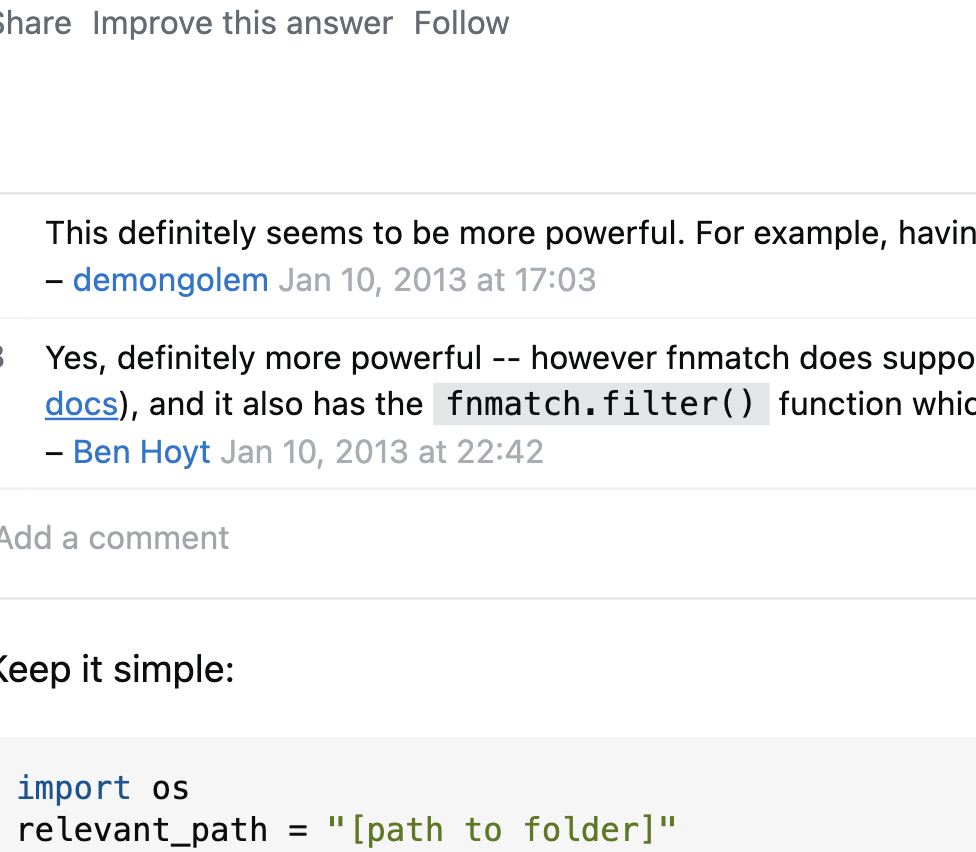 Share Improve this answer Follow
This definitely seems to be more powerful. For example, havin
– demongolem Jan 10, 2013 at 17:03
Yes, definitely more powerful -- however fnmatch does suppo
docs), and it also has the fnmatch.filter() function whic
– Ben Hoyt Jan 10, 2013 at 22:42
Add a comment
Keep it simple:
import os
relevant_path = "[path to folder]"